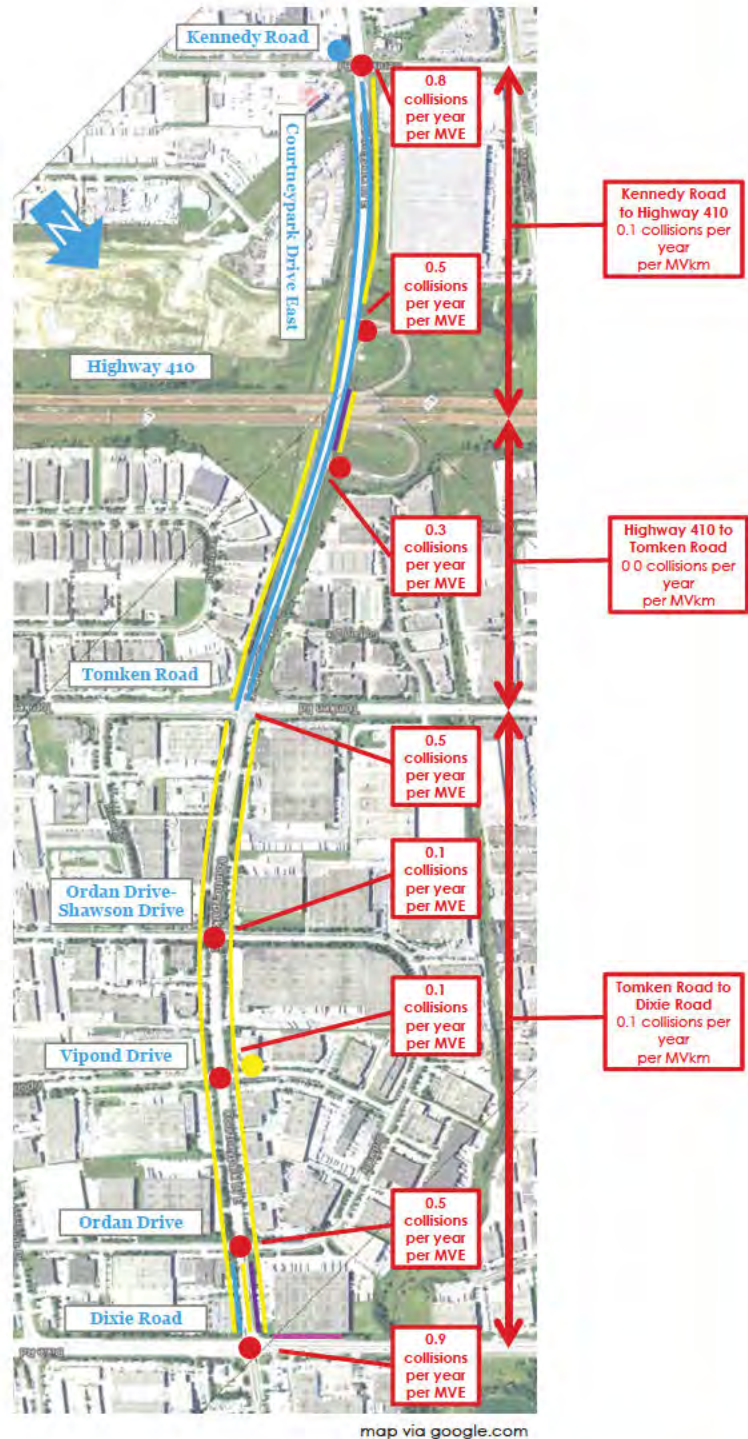 Kennedy Road
0.8
collisions
per year
per MVE
Courtneypark Drive East
N
Kennedy Road
to Highway 410
0.1 collisions per
year
per MVkm
0.5
collisions
per year
per MVE
Highway 410
0.3
collisions
per year
per MVE
Highway 410 to
Tomken Road
0 0 collisions per
year
per MVkm
Tomken Road
Tomken Rd
0.5
collisions
per year
per MVE
0.1
collisions
per year
per MVE
Ordan Drive-
Shawson Drive
0.1
collisions
per year
per MVE
Tomken Road to
Dixie Road
0.1 collisions per
year
per MVkm
Vipond Drive
0.5
collisions
per year
per MVE
Ordan Drive
Dixie Road
Dixie Rd
0.9
collisions
per year
per MVE
map via google.com